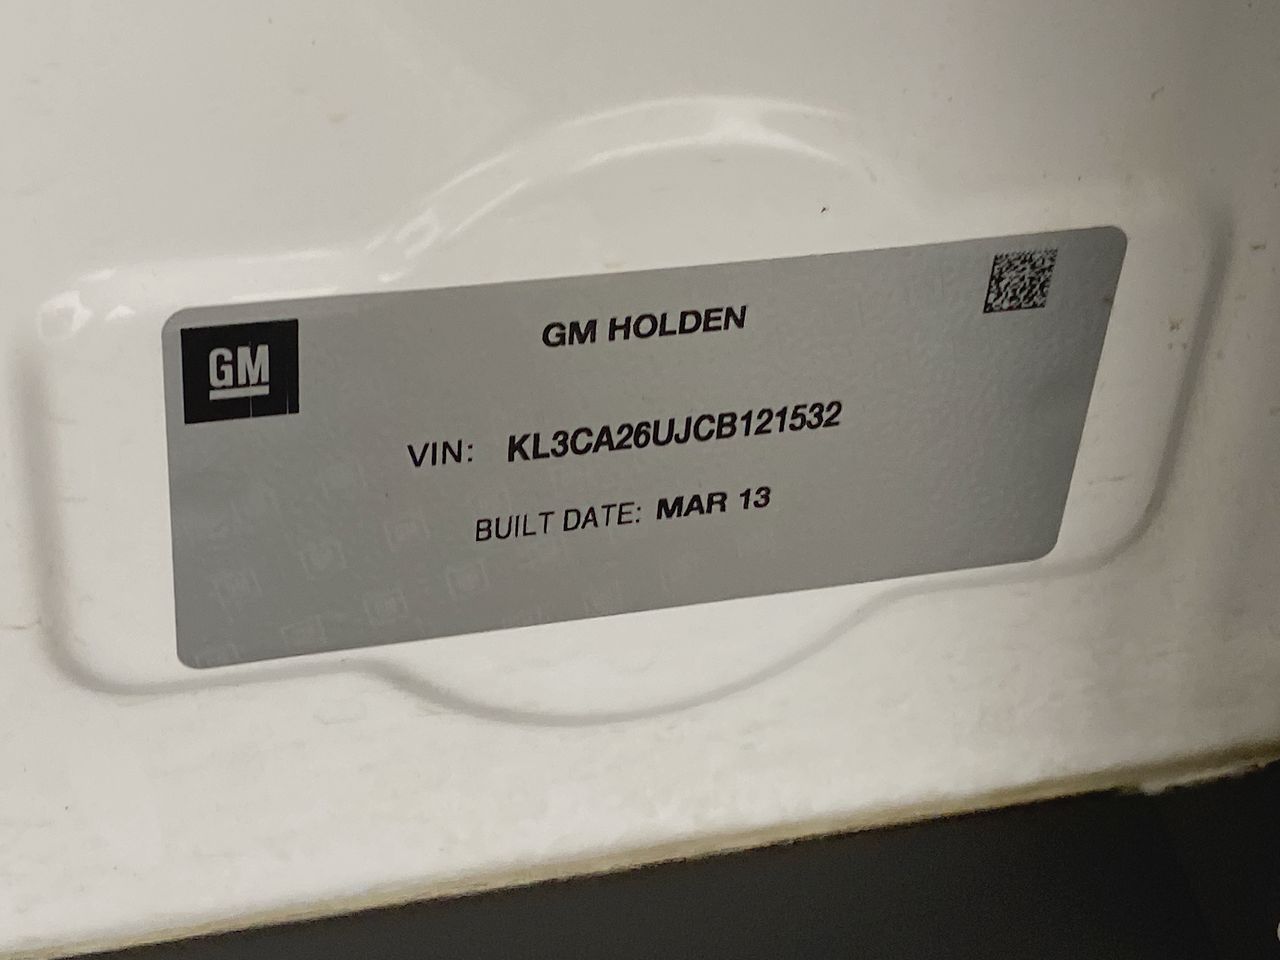 GM
GM HOLDEN
VIN: KL3CA26UJCB121532
BUILT DATE: MAR 13